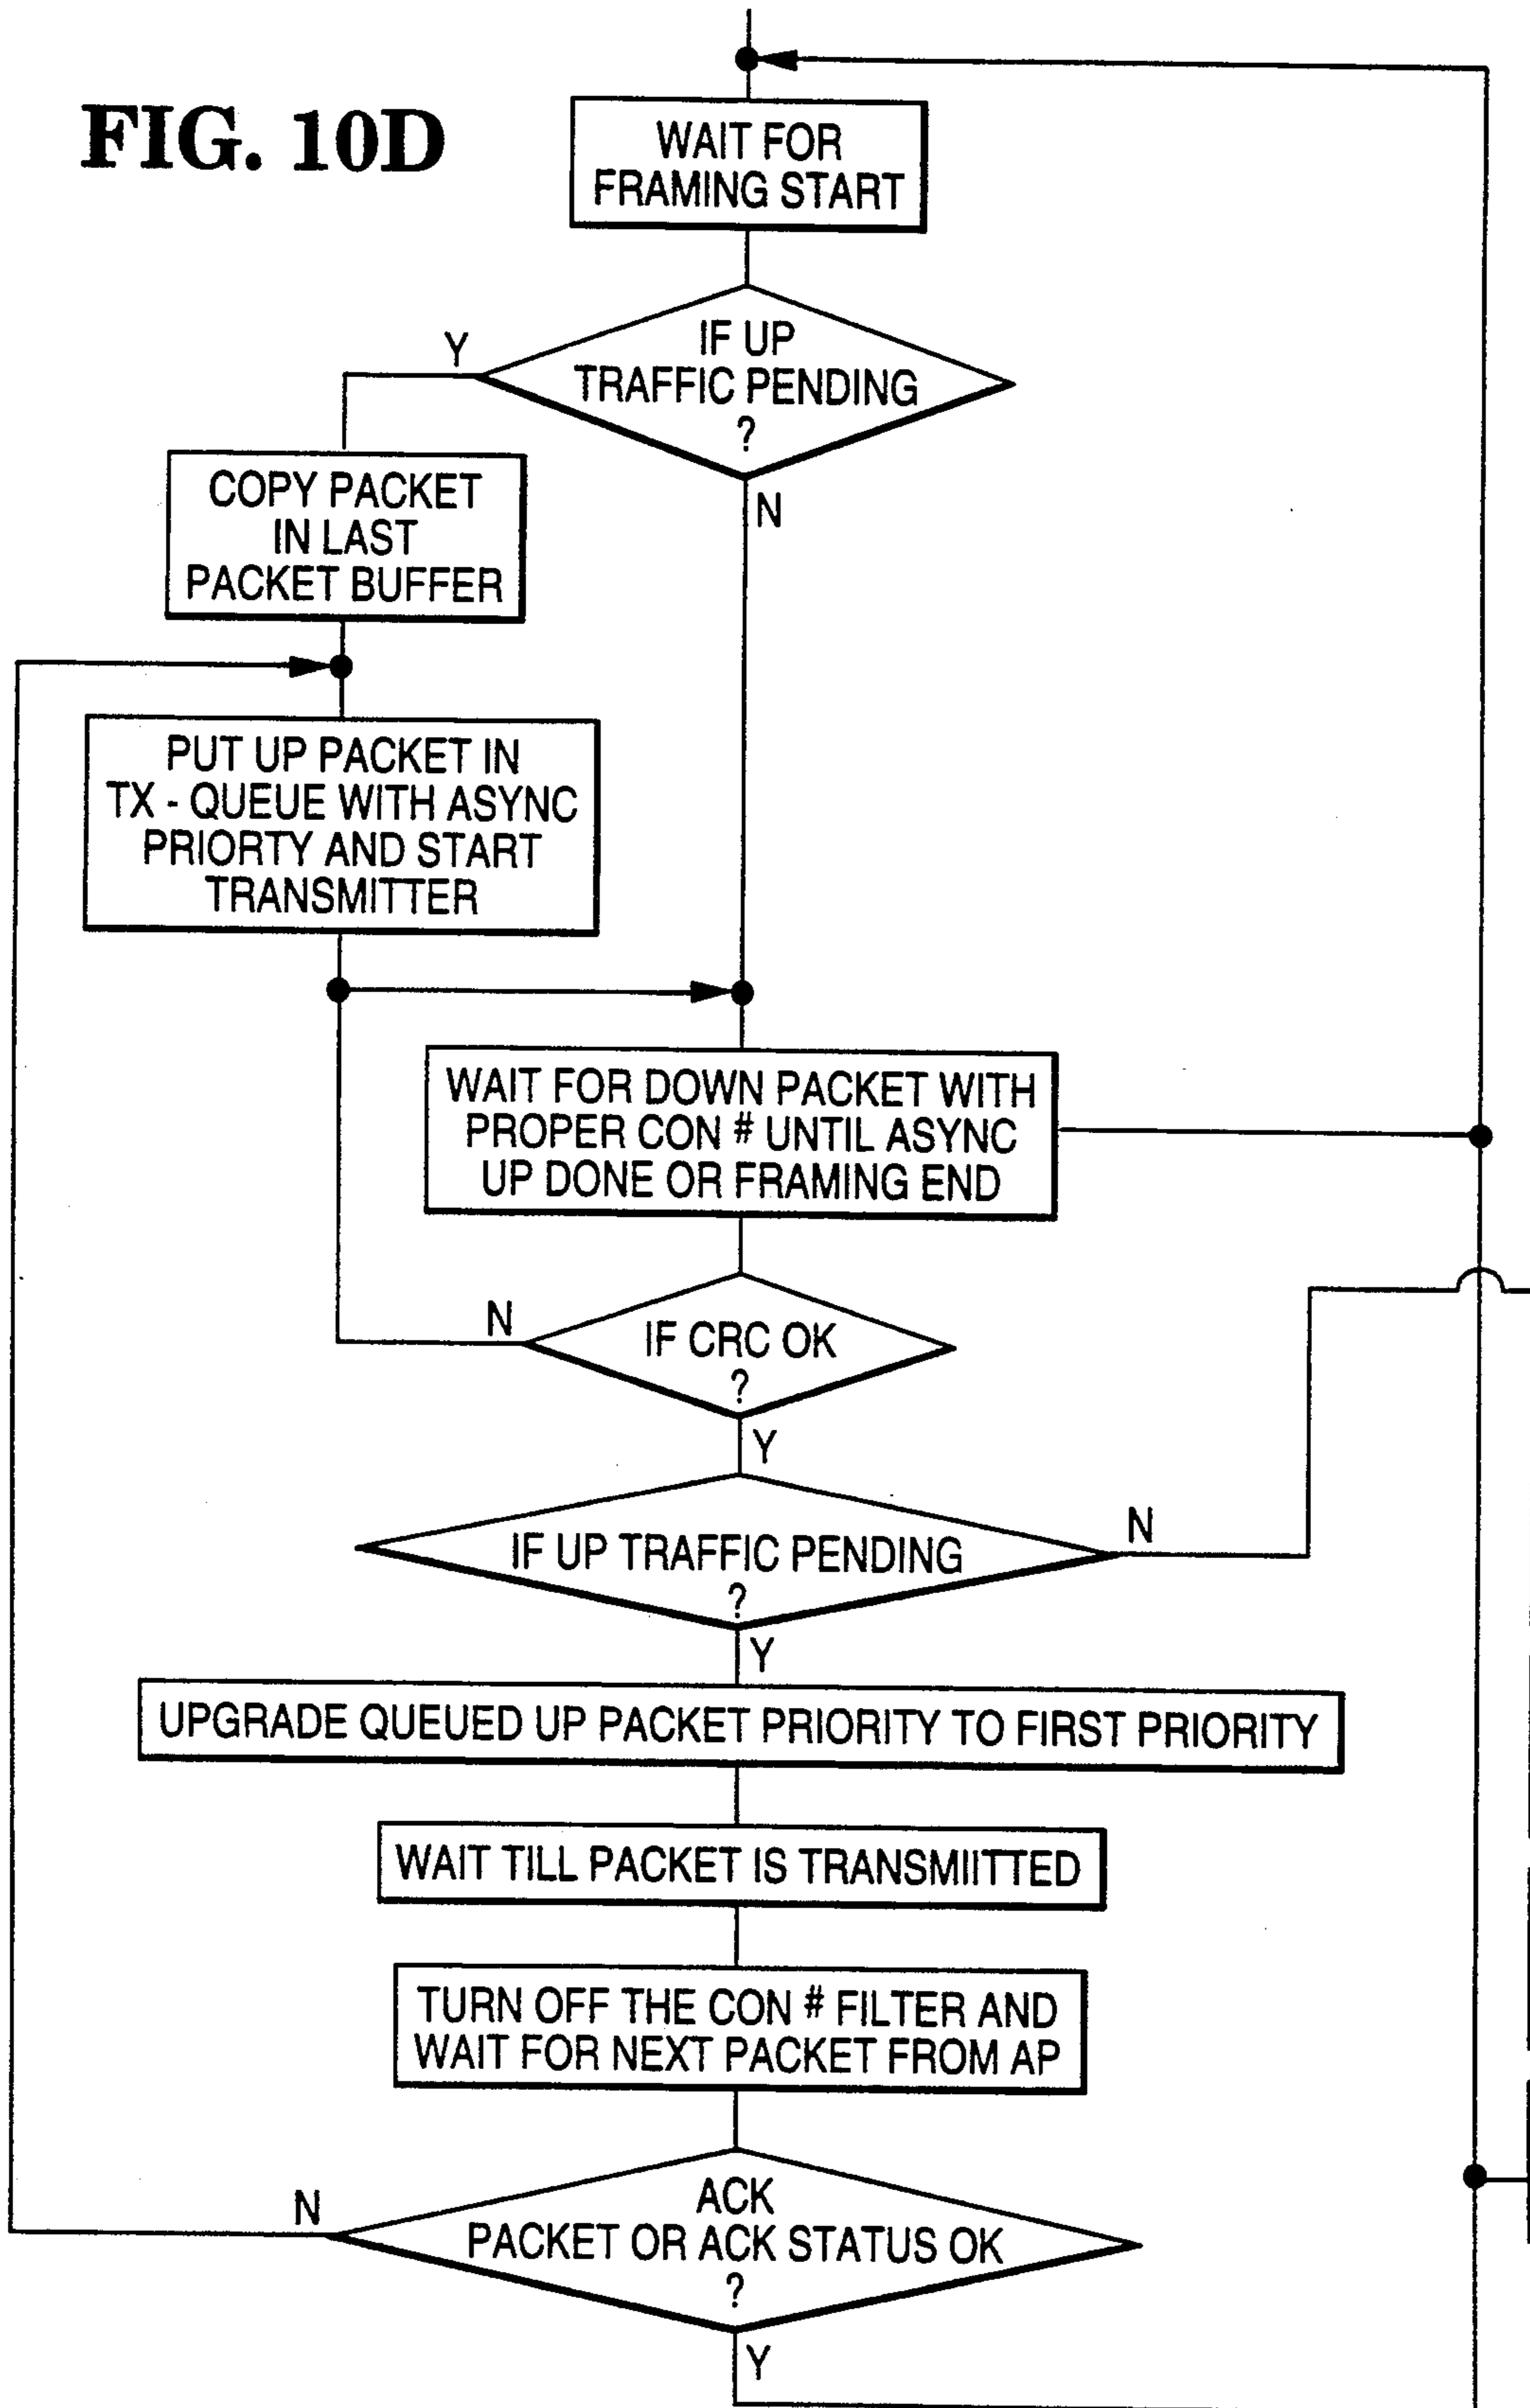 FIG. 10D
WAIT FOR
FRAMING START
IF UP
TRAFFIC PENDING
?
Y
N
COPY PACKET
IN LAST
PACKET BUFFER
PUT UP PACKET IN
TX - QUEUE WITH ASYNC
PRIORTY AND START
TRANSMITTER
WAIT FOR DOWN PACKET WITH
PROPER CON # UNTIL ASYNC
UP DONE OR FRAMING END
N
IF CRC OK
?
Y
IF UP TRAFFIC PENDING
?
N
Y
UPGRADE QUEUED UP PACKET PRIORITY TO FIRST PRIORITY
WAIT TILL PACKET IS TRANSMIITTED
TURN OFF THE CON # FILTER AND
WAIT FOR NEXT PACKET FROM AP
N
ACK
PACKET OR ACK STATUS OK
?
Y